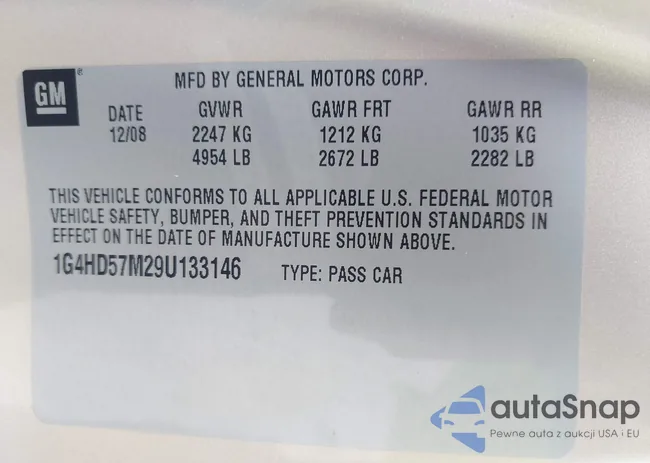 GM®
MFD BY GENERAL MOTORS CORP.
DATE GVWR GAWR FRT GAWR RR
12/08 2247 KG 1212 KG 1035 KG
4954 LB 2672 LB 2282 LB
THIS VEHICLE CONFORMS TO ALL APPLICABLE U.S. FEDERAL MOTOR
VEHICLE SAFETY, BUMPER, AND THEFT PREVENTION STANDARDS IN
EFFECT ON THE DATE OF MANUFACTURE SHOWN ABOVE.
1G4HD57M29U133146 TYPE: PASS CAR
autaSnap
Pewne auta z aukcji USA i EU